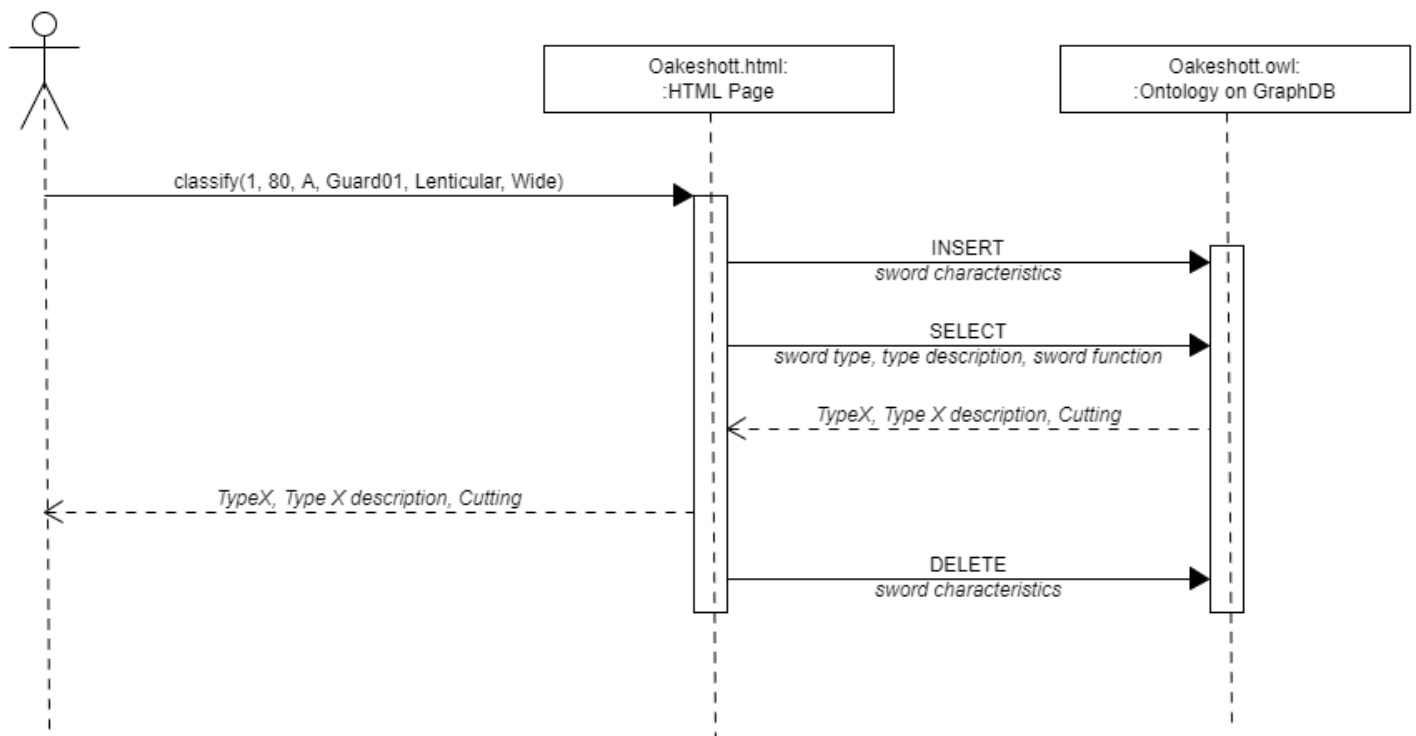 Oakeshott.html:
:HTML Page
Oakeshott.owl:
:Ontology on GraphDB
classify(1, 80, A, Guard01, Lenticular, Wide)
INSERT
sword characteristics
SELECT
sword type, type description, sword function
TypeX, Type X description, Cutting
TypeX, Type X description, Cutting
DELETE
sword characteristics